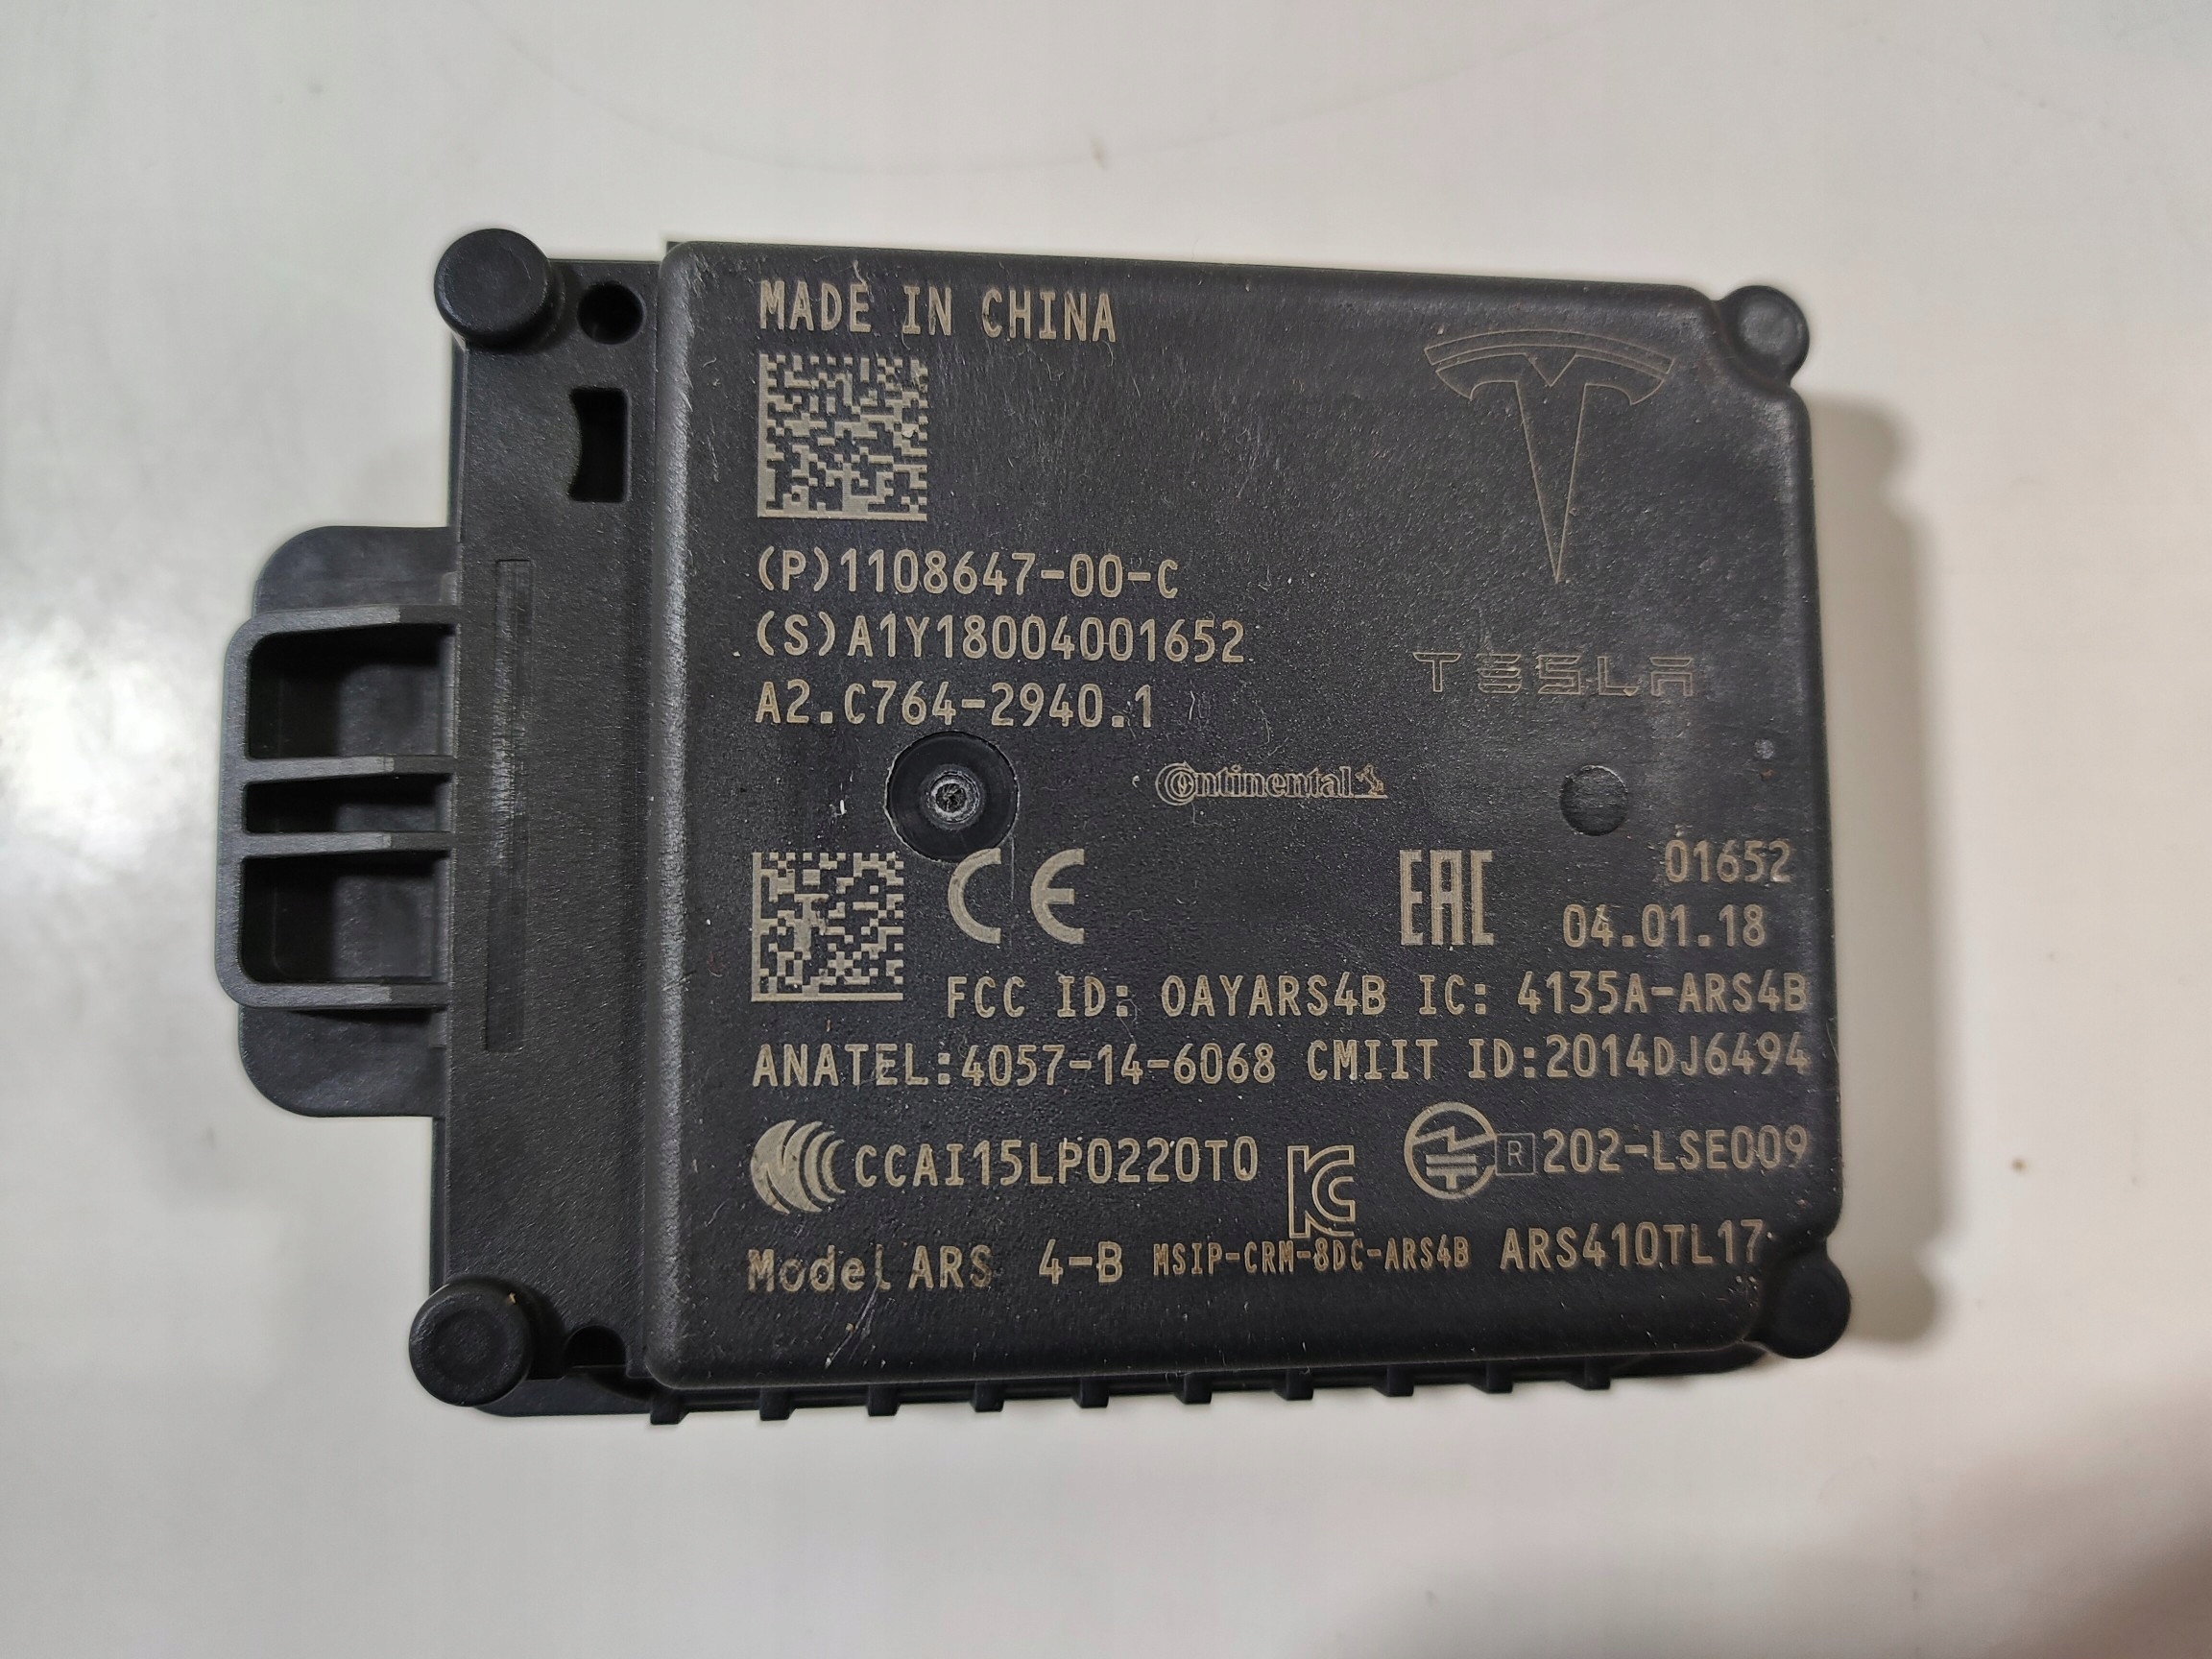 MADE IN CHINA
(P)1108647-00-C
(S)A1Y18004001652
A2.C764-2940.1
TESLA
Continental
CE
EAC
01652
04.01.18
FCC ID: OAYARS4B IC: 4135A-ARS4B
ANATEL:4057-14-6068 CMIIT ID:2014DJ6494
CCAI15LP0220T0
R 202-LSE009
Model ARS 4-B MSIP-CRM-8DC-ARS4B ARS410TL17